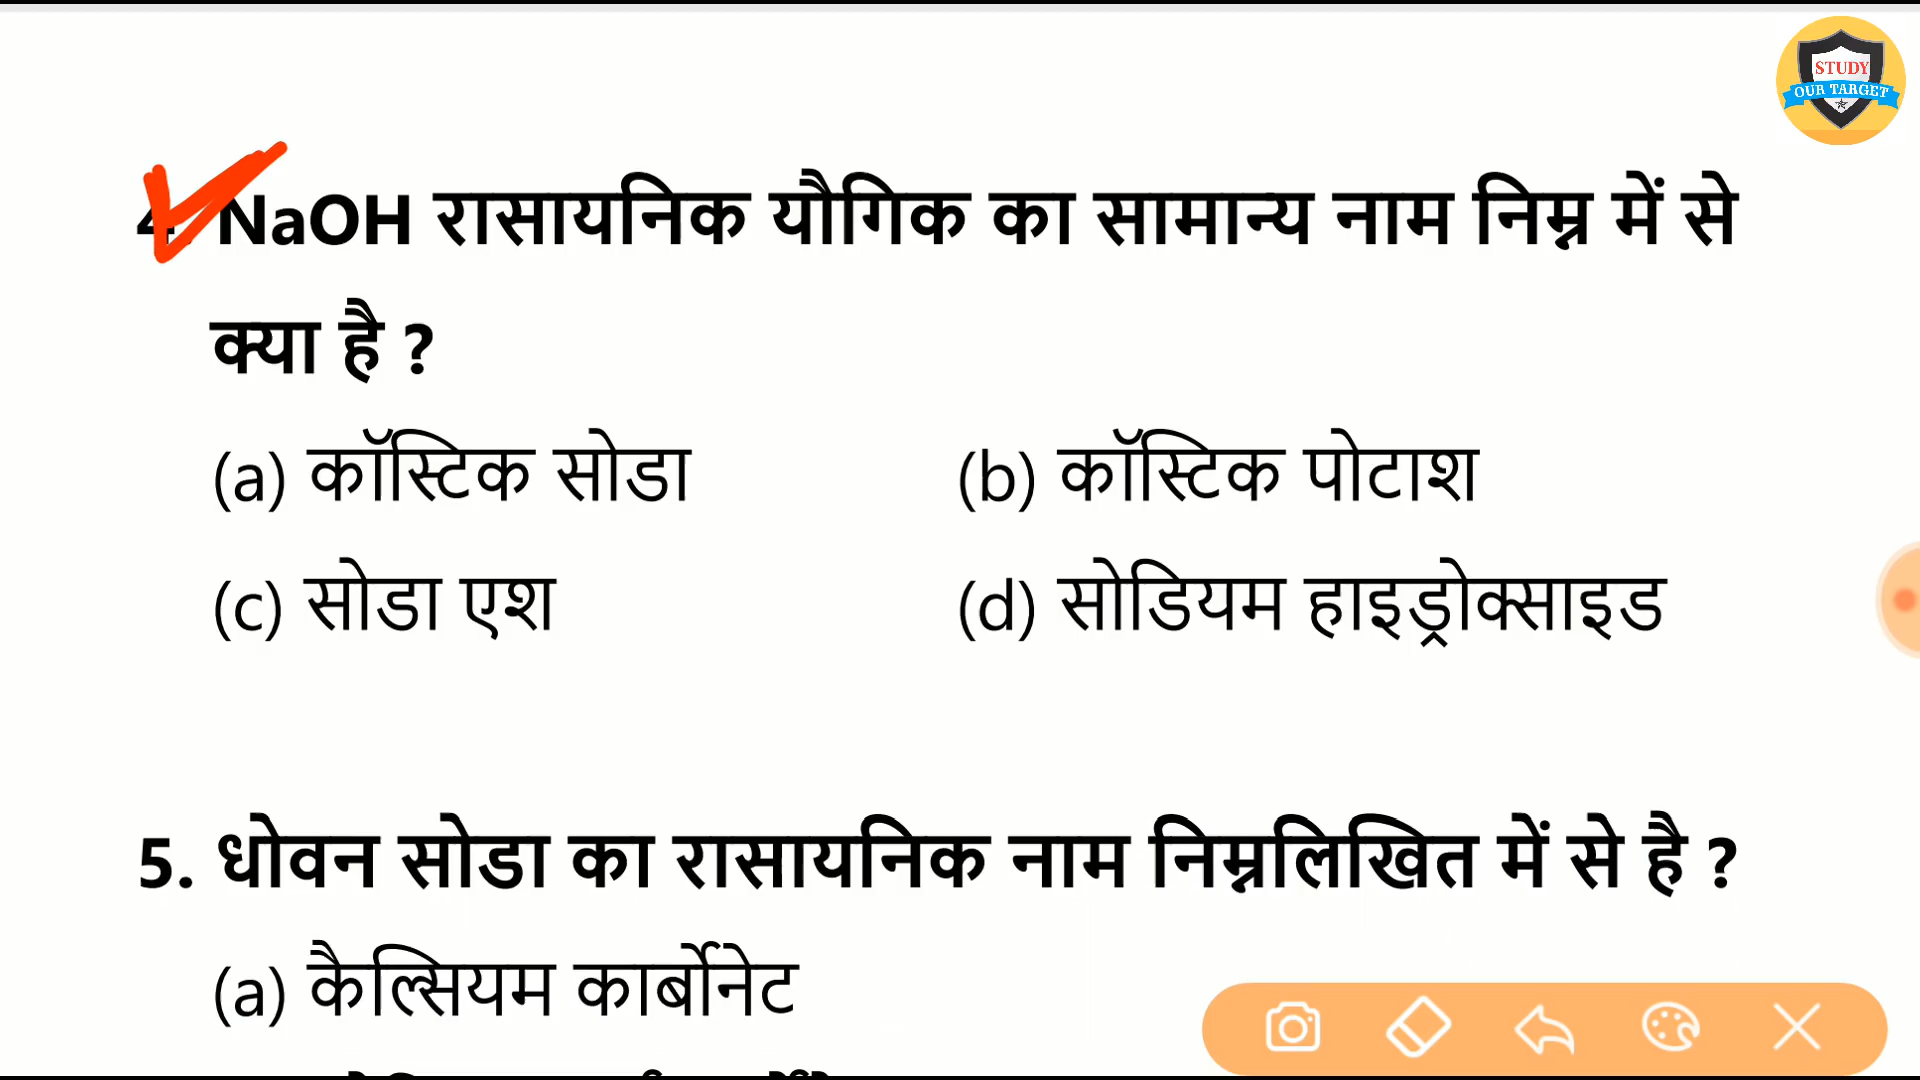 STUDY
OUR TARGET
4. NaOH रासायनिक यौगिक का सामान्य नाम निम्न में से
क्या है ?
(a) कॉस्टिक सोडा (b) कॉस्टिक पोटाश
(c) सोडा एश (d) सोडियम हाइड्रोक्साइड
5. धोवन सोडा का रासायनिक नाम निम्नलिखित में से है ?
(a) कैल्सियम कार्बोनेट